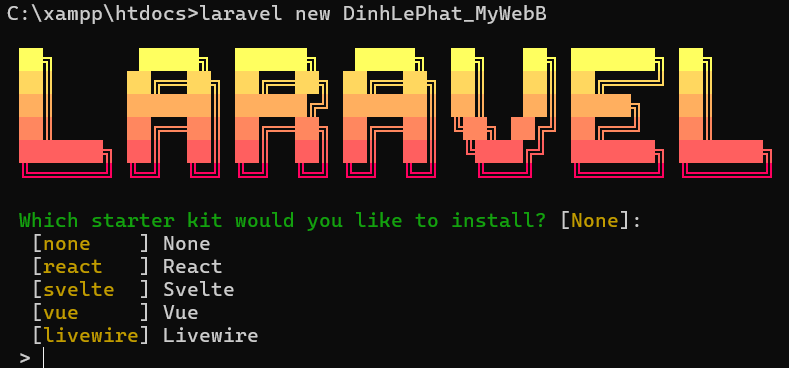 C:\xampp\htdocs>laravel new DinhLePhat_MyWebB
LARAVEL
Which starter kit would you like to install? [None]:
[none    ] None
[react   ] React
[svelte  ] Svelte
[vue     ] Vue
[livewire] Livewire
>